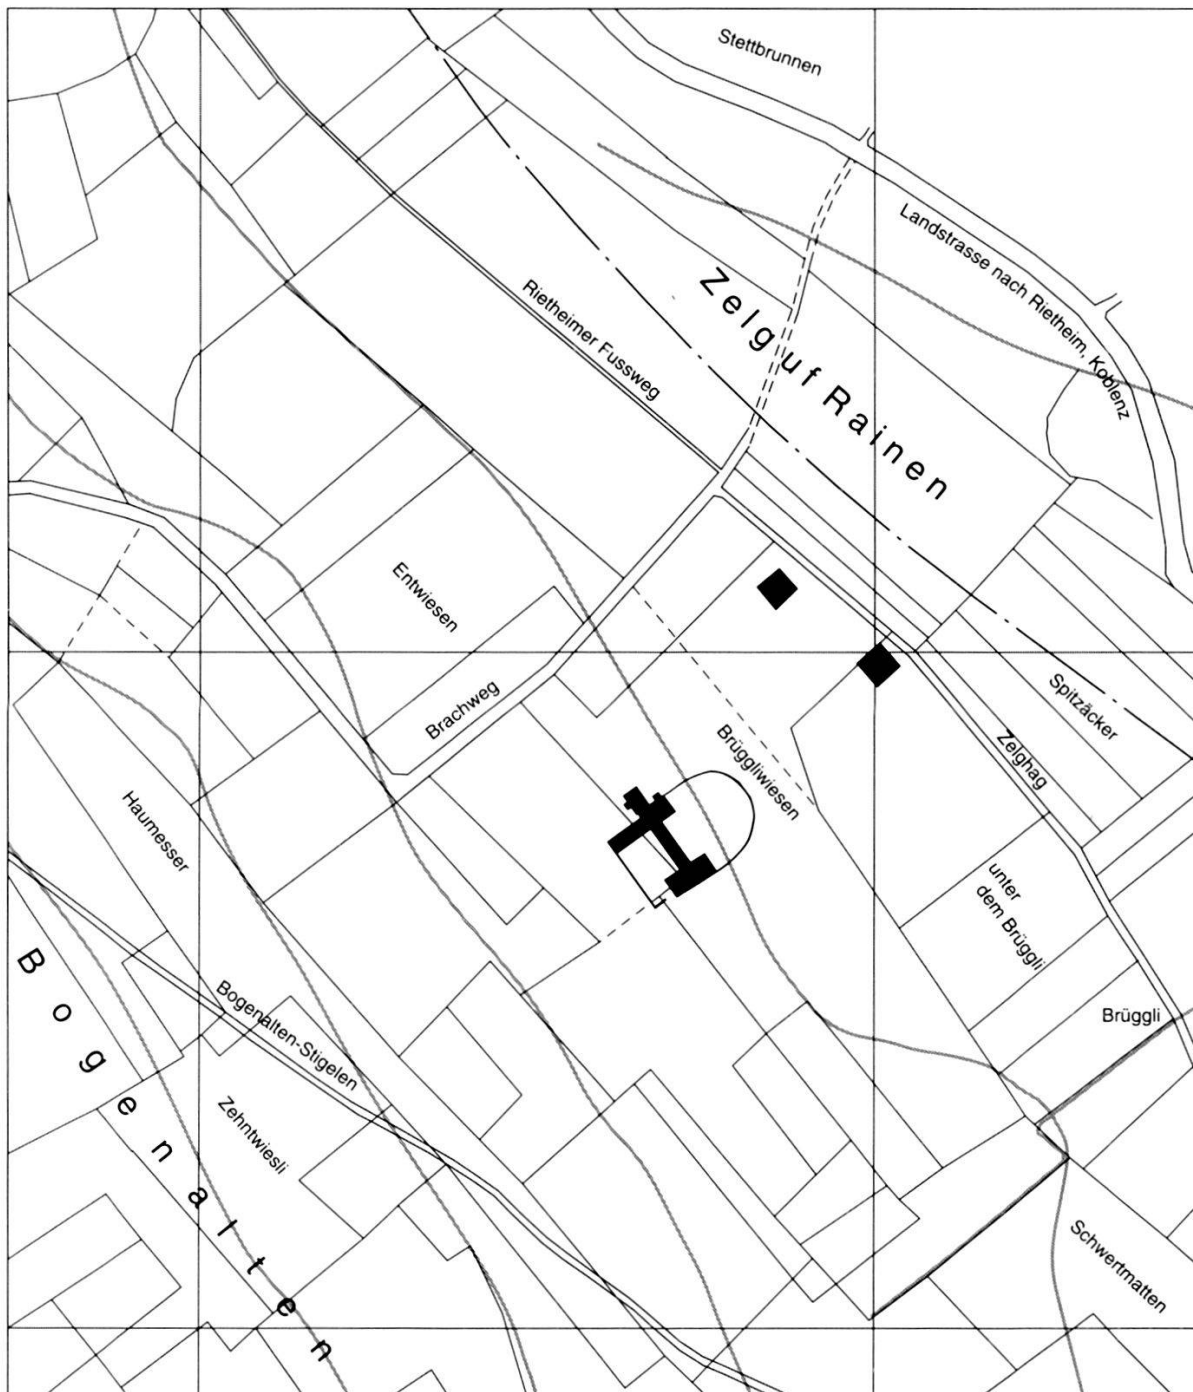 Stettbrunnen
Landstrasse nach Rietheim, Koblenz
Zelg uf Rainen
Rietheimer Fussweg
Entwiesen
Brachweg
Spitzäcker
Zelghag
Brüggliwiesen
Haumesser
unter
dem Brüggli
Brüggli
Bogenalten
Bogenalten-Stigelen
Zehntwiesli
Schwertmatten